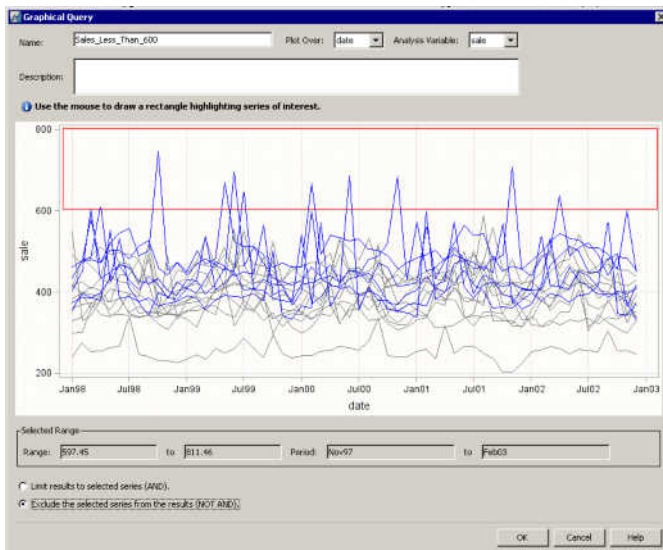 Graphical Query
Name: Sales_Less_Than_600 Plot Over: date Analysis Variable: sale
Description:
Use the mouse to draw a rectangle highlighting series of interest.
800
600
400
200
sale
Jan98 Jul98 Jan99 Jul99 Jan00 Jul00 Jan01 Jul01 Jan02 Jul02 Jan03
date
Selected Range
Range: 597.45 to 811.46 Period: Nov97 to Feb03
Limit results to selected series (AND).
Exclude the selected series from the results (NOT AND).
OK Cancel Help